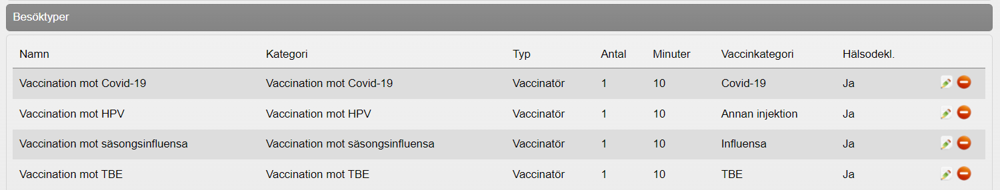 Besöktyper
Namn Kategori Typ Antal Minuter Vaccinkategori Hälsodekl.
Vaccination mot Covid-19 Vaccination mot Covid-19 Vaccinatör 1 10 Covid-19 Ja
Vaccination mot HPV Vaccination mot HPV Vaccinatör 1 10 Annan injektion Ja
Vaccination mot säsongsinfluensa Vaccination mot säsongsinfluensa Vaccinatör 1 10 Influensa Ja
Vaccination mot TBE Vaccination mot TBE Vaccinatör 1 10 TBE Ja